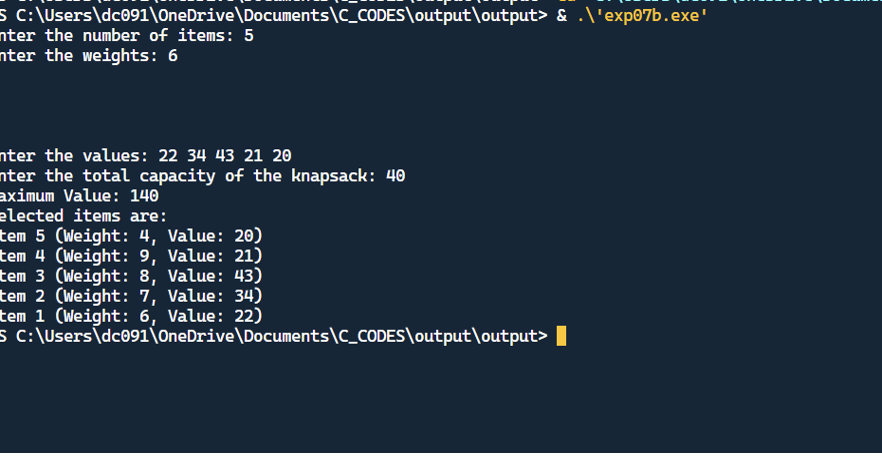 S C:\Users\dc091\OneDrive\Documents\C_CODES\output\output> & .\'exp07b.exe'
nter the number of items: 5
nter the weights: 6
nter the values: 22 34 43 21 20
nter the total capacity of the knapsack: 40
aximum Value: 140
elected items are:
tem 5 (Weight: 4, Value: 20)
tem 4 (Weight: 9, Value: 21)
tem 3 (Weight: 8, Value: 43)
tem 2 (Weight: 7, Value: 34)
tem 1 (Weight: 6, Value: 22)
S C:\Users\dc091\OneDrive\Documents\C_CODES\output\output>